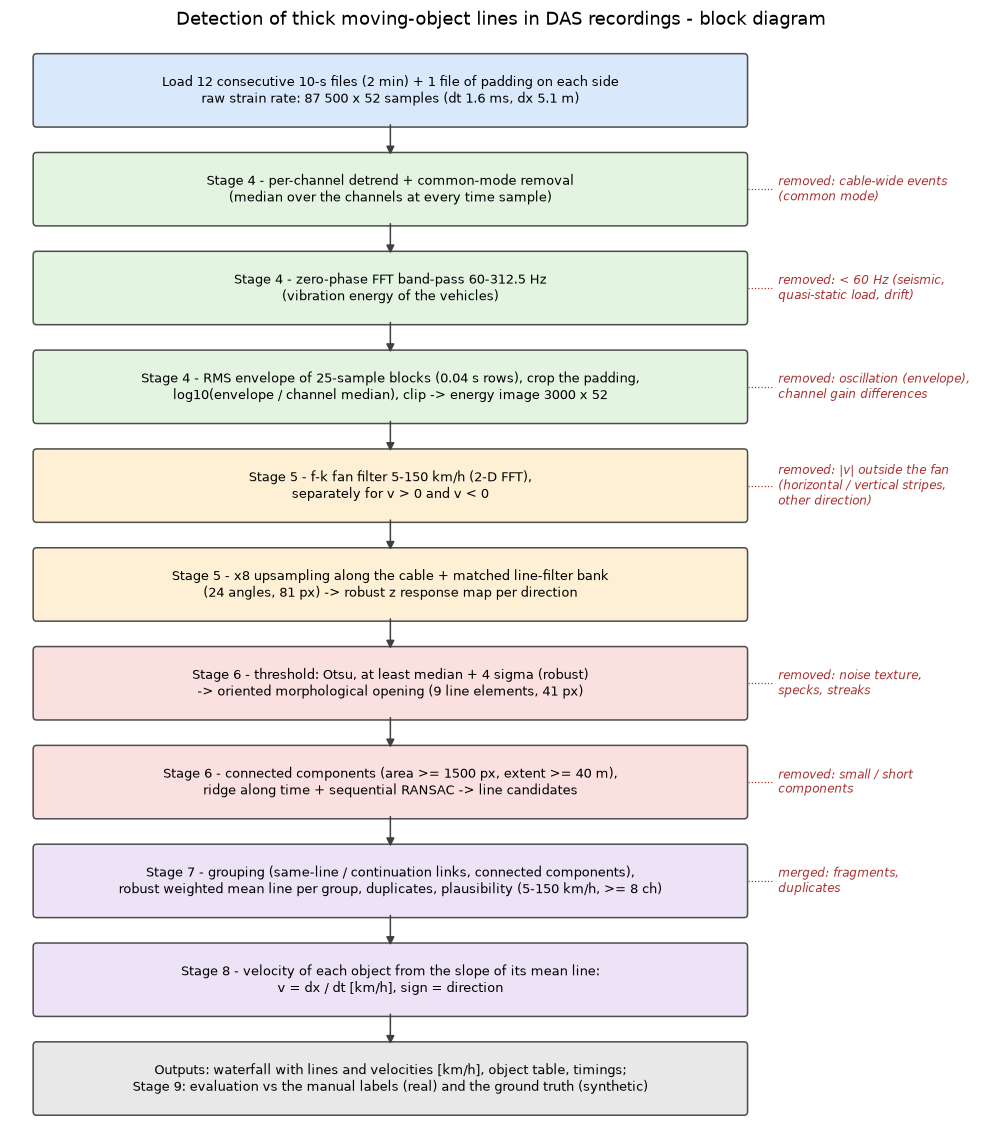 Detection of thick moving-object lines in DAS recordings - block diagram
Load 12 consecutive 10-s files (2 min) + 1 file of padding on each side
raw strain rate: 87 500 x 52 samples (dt 1.6 ms, dx 5.1 m)
Stage 4 - per-channel detrend + common-mode removal
(median over the channels at every time sample)
removed: cable-wide events
(common mode)
Stage 4 - zero-phase FFT band-pass 60-312.5 Hz
(vibration energy of the vehicles)
removed: < 60 Hz (seismic,
quasi-static load, drift)
Stage 4 - RMS envelope of 25-sample blocks (0.04 s rows), crop the padding,
log10(envelope / channel median), clip -> energy image 3000 x 52
removed: oscillation (envelope),
channel gain differences
Stage 5 - f-k fan filter 5-150 km/h (2-D FFT),
separately for v > 0 and v < 0
removed: |v| outside the fan
(horizontal / vertical stripes,
other direction)
Stage 5 - x8 upsampling along the cable + matched line-filter bank
(24 angles, 81 px) -> robust z response map per direction
Stage 6 - threshold: Otsu, at least median + 4 sigma (robust)
-> oriented morphological opening (9 line elements, 41 px)
removed: noise texture,
specks, streaks
Stage 6 - connected components (area >= 1500 px, extent >= 40 m),
ridge along time + sequential RANSAC -> line candidates
removed: small / short
components
Stage 7 - grouping (same-line / continuation links, connected components),
robust weighted mean line per group, duplicates, plausibility (5-150 km/h, >= 8 ch)
merged: fragments,
duplicates
Stage 8 - velocity of each object from the slope of its mean line:
v = dx / dt [km/h], sign = direction
Outputs: waterfall with lines and velocities [km/h], object table, timings;
Stage 9: evaluation vs the manual labels (real) and the ground truth (synthetic)